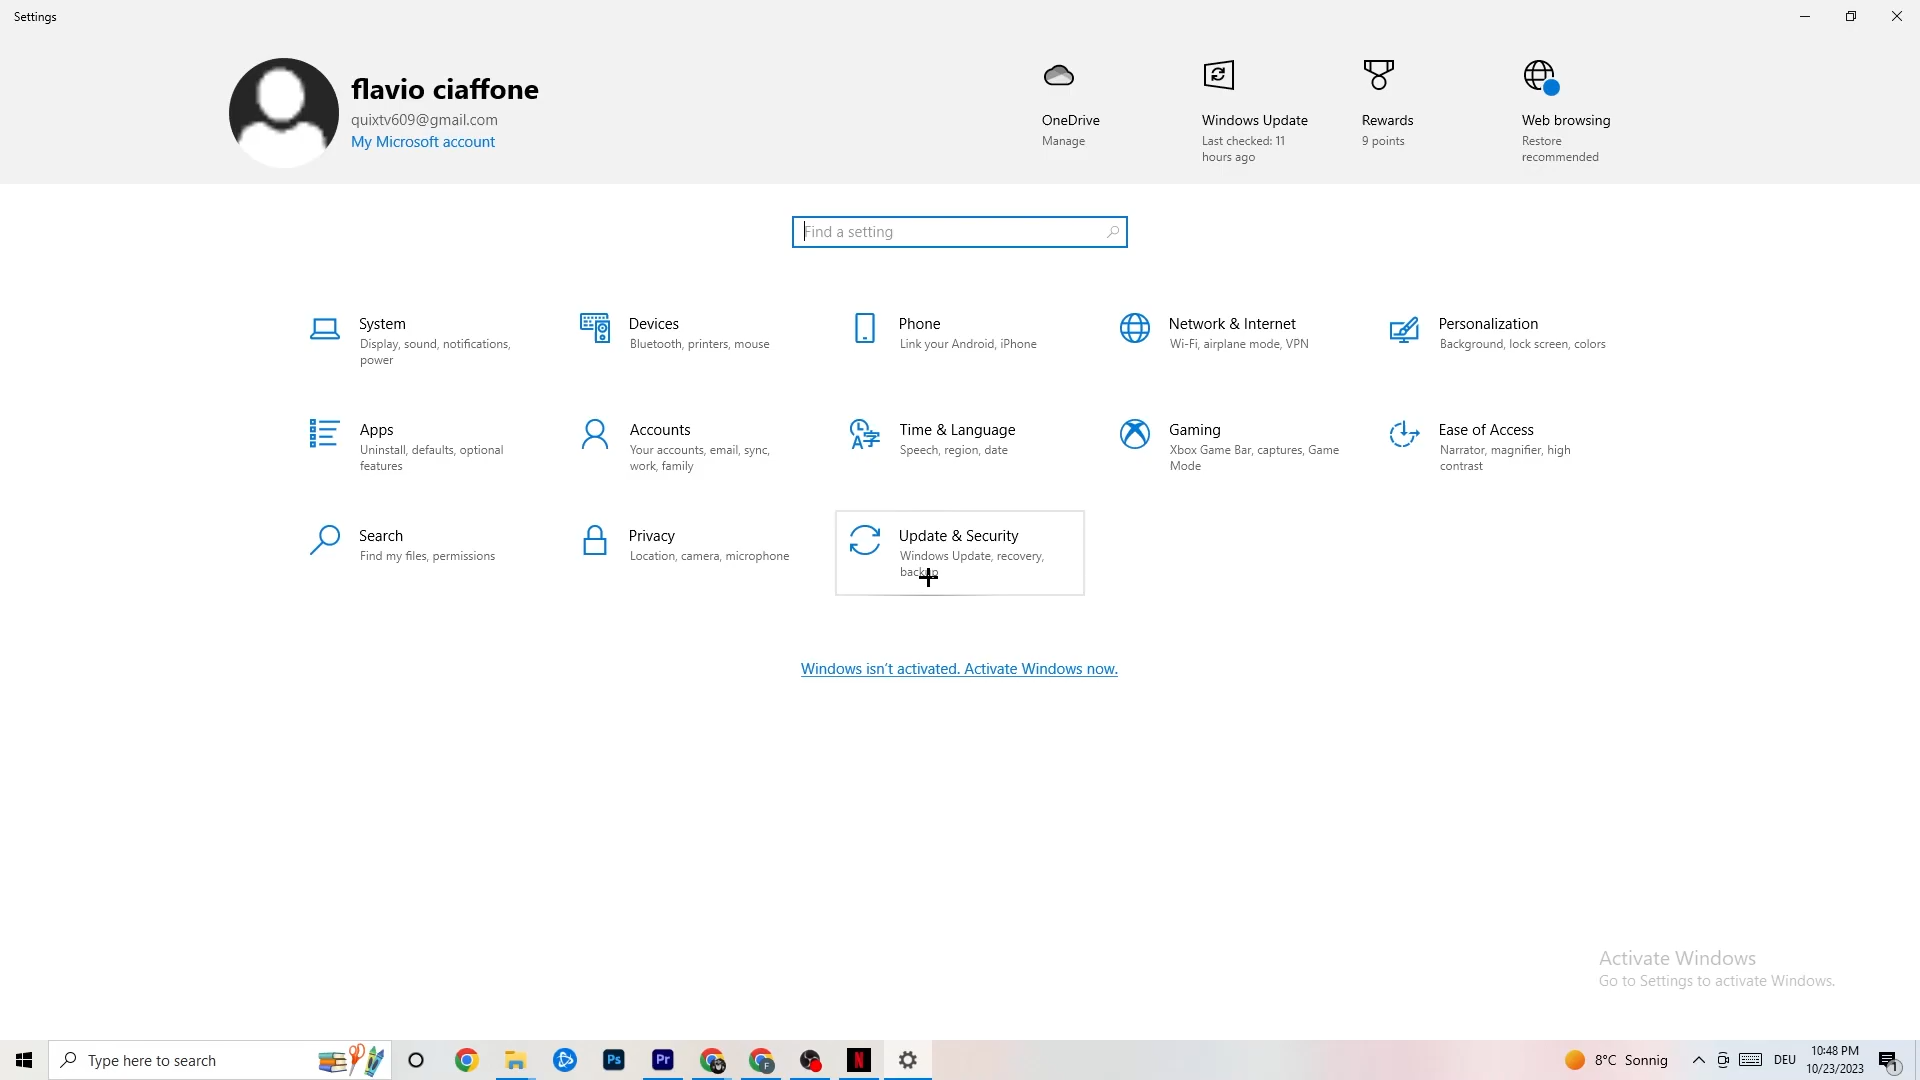 Settings
flavio ciaffone
quixtv609@gmail.com
My Microsoft account
OneDrive
Manage
Windows Update
Last checked: 11
hours ago
Rewards
9 points
Web browsing
Restore
recommended
Find a setting
System
Display, sound, notifications,
power
Devices
Bluetooth, printers, mouse
Phone
Link your Android, iPhone
Network & Internet
Wi-Fi, airplane mode, VPN
Personalization
Background, lock screen, colors
Apps
Uninstall, defaults, optional
features
Accounts
Your accounts, email, sync,
work, family
Time & Language
Speech, region, date
Gaming
Xbox Game Bar, captures, Game
Mode
Ease of Access
Narrator, magnifier, high
contrast
Search
Find my files, permissions
Privacy
Location, camera, microphone
Update & Security
Windows Update, recovery,
backup
Windows isn't activated. Activate Windows now.
Activate Windows
Go to Settings to activate Windows.
Type here to search
Ps
Pr
F
N
8°C Sonnig
DEU
10:48 PM
10/23/2023
1